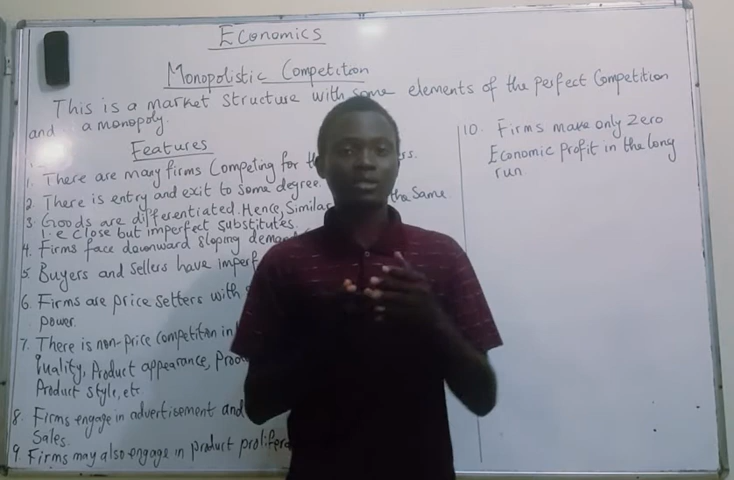 Economics
Monopolistic Competition
This is a market structure with some elements of the perfect Competition
and a monopoly.
Features
1. There are many firms Competing for
2. There is entry and exit to some degree.
3. Goods are differentiated. Hence, Similar the Same.
i.e close but imperfect substitutes.
4. Firms face downward sloping
5. Buyers and Sellers have
6. Firms are price setters with
power.
7. There is non-price competition in
quality, Product appearance,
Product style, etc.
8. Firms engage in advertisement and
Sales.
9. Firms may also engage in product
10. Firms make only Zero
Economic Profit in the long
run